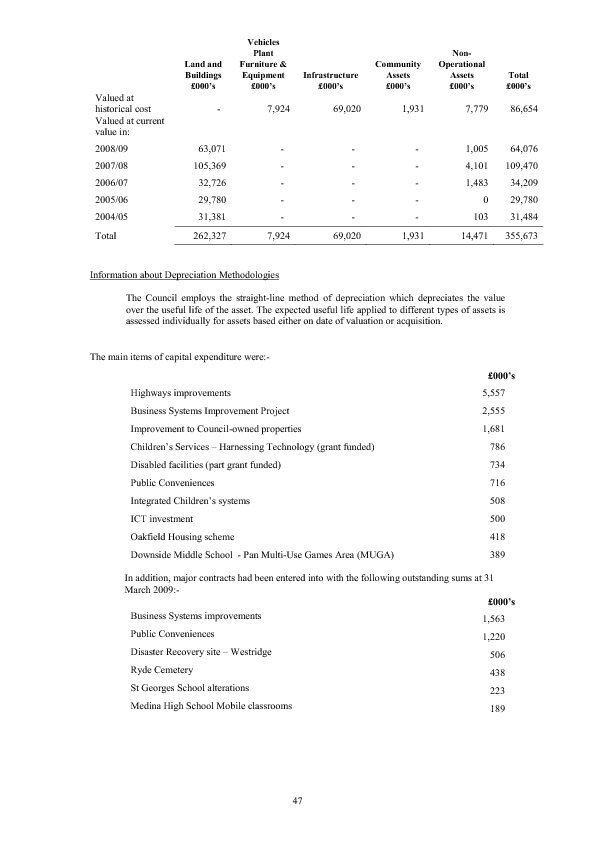 Vehicles
Plant
Non-
Land and Furniture & Community Operational
Buildings Equipment Infrastructure Assets Assets Total
£000’s £000’s £000’s £000’s £000’s £000’s
Valued at
historical cost - 7,924 69,020 1,931 7,779 86,654
Valued at current
value in:
2008/09 63,071 - - - 1,005 64,076
2007/08 105,369 - - - 4,101 109,470
2006/07 32,726 - - - 1,483 34,209
2005/06 29,780 - - - 0 29,780
2004/05 31,381 - - - 103 31,484
Total 262,327 7,924 69,020 1,931 14,471 355,673
Information about Depreciation Methodologies
The Council employs the straight-line method of depreciation which depreciates the value
over the useful life of the asset. The expected useful life applied to different types of assets is
assessed individually for assets based either on date of valuation or acquisition.
The main items of capital expenditure were:-
£000’s
Highways improvements 5,557
Business Systems Improvement Project 2,555
Improvement to Council-owned properties 1,681
Children’s Services – Harnessing Technology (grant funded) 786
Disabled facilities (part grant funded) 734
Public Conveniences 716
Integrated Children’s systems 508
ICT investment 500
Oakfield Housing scheme 418
Downside Middle School - Pan Multi-Use Games Area (MUGA) 389
In addition, major contracts had been entered into with the following outstanding sums at 31
March 2009:-
£000’s
Business Systems improvements 1,563
Public Conveniences 1,220
Disaster Recovery site – Westridge 506
Ryde Cemetery 438
St Georges School alterations 223
Medina High School Mobile classrooms 189
47